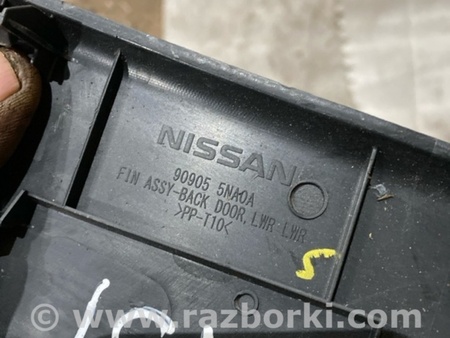 NISSAN
90905 5NA0A
FIN ASSY-BACK DOOR, LWR-LWR
>PP-T10<
© www.razborki.com